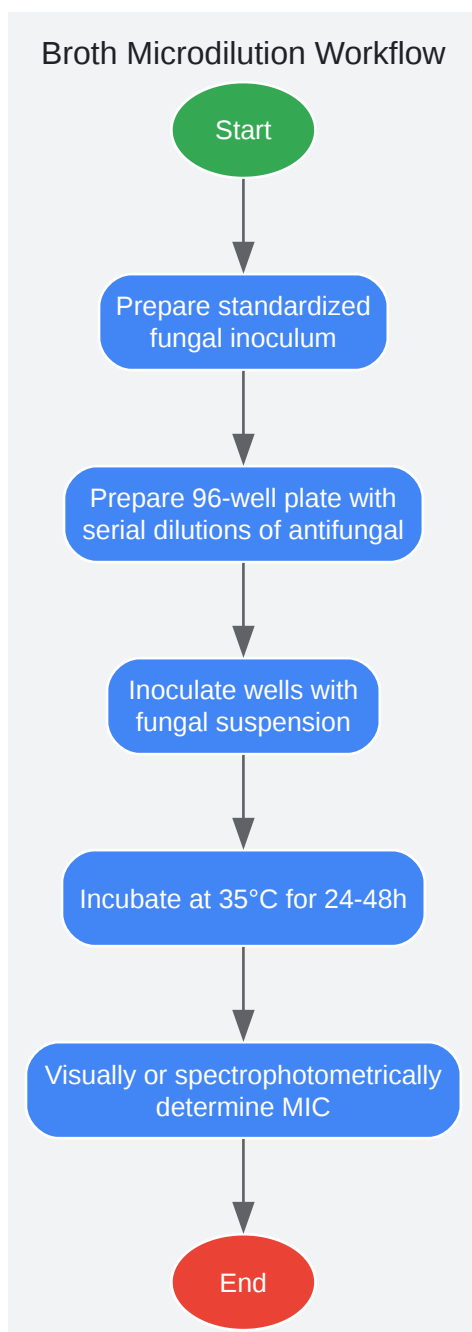 Broth Microdilution Workflow
Start
Prepare standardized
fungal inoculum
Prepare 96-well plate with
serial dilutions of antifungal
Inoculate wells with
fungal suspension
Incubate at 35°C for 24-48h
Visually or spectrophotometrically
determine MIC
End